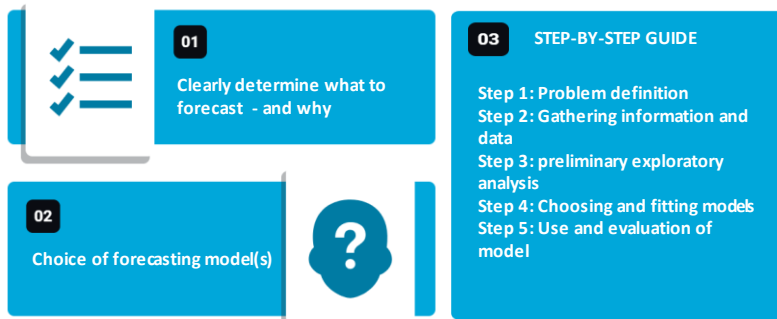 01
Clearly determine what to
forecast - and why
02
Choice of forecasting model(s)
?
03
STEP-BY-STEP GUIDE
Step 1: Problem definition
Step 2: Gathering information and
data
Step 3: preliminary exploratory
analysis
Step 4: Choosing and fitting models
Step 5: Use and evaluation of
model